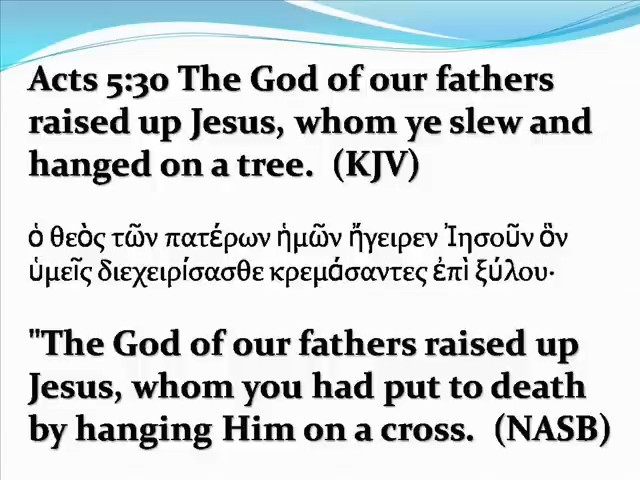 Acts 5:30 The God of our fathers
raised up Jesus, whom ye slew and
hanged on a tree.  (KJV)
ὁ θεὸς τῶν πατέρων ἡμῶν ἤγειρεν Ἰησοῦν ὃν
ὑμεῖς διεχειρίσασθε κρεμάσαντες ἐπὶ ξύλου·
"The God of our fathers raised up
Jesus, whom you had put to death
by hanging Him on a cross.  (NASB)